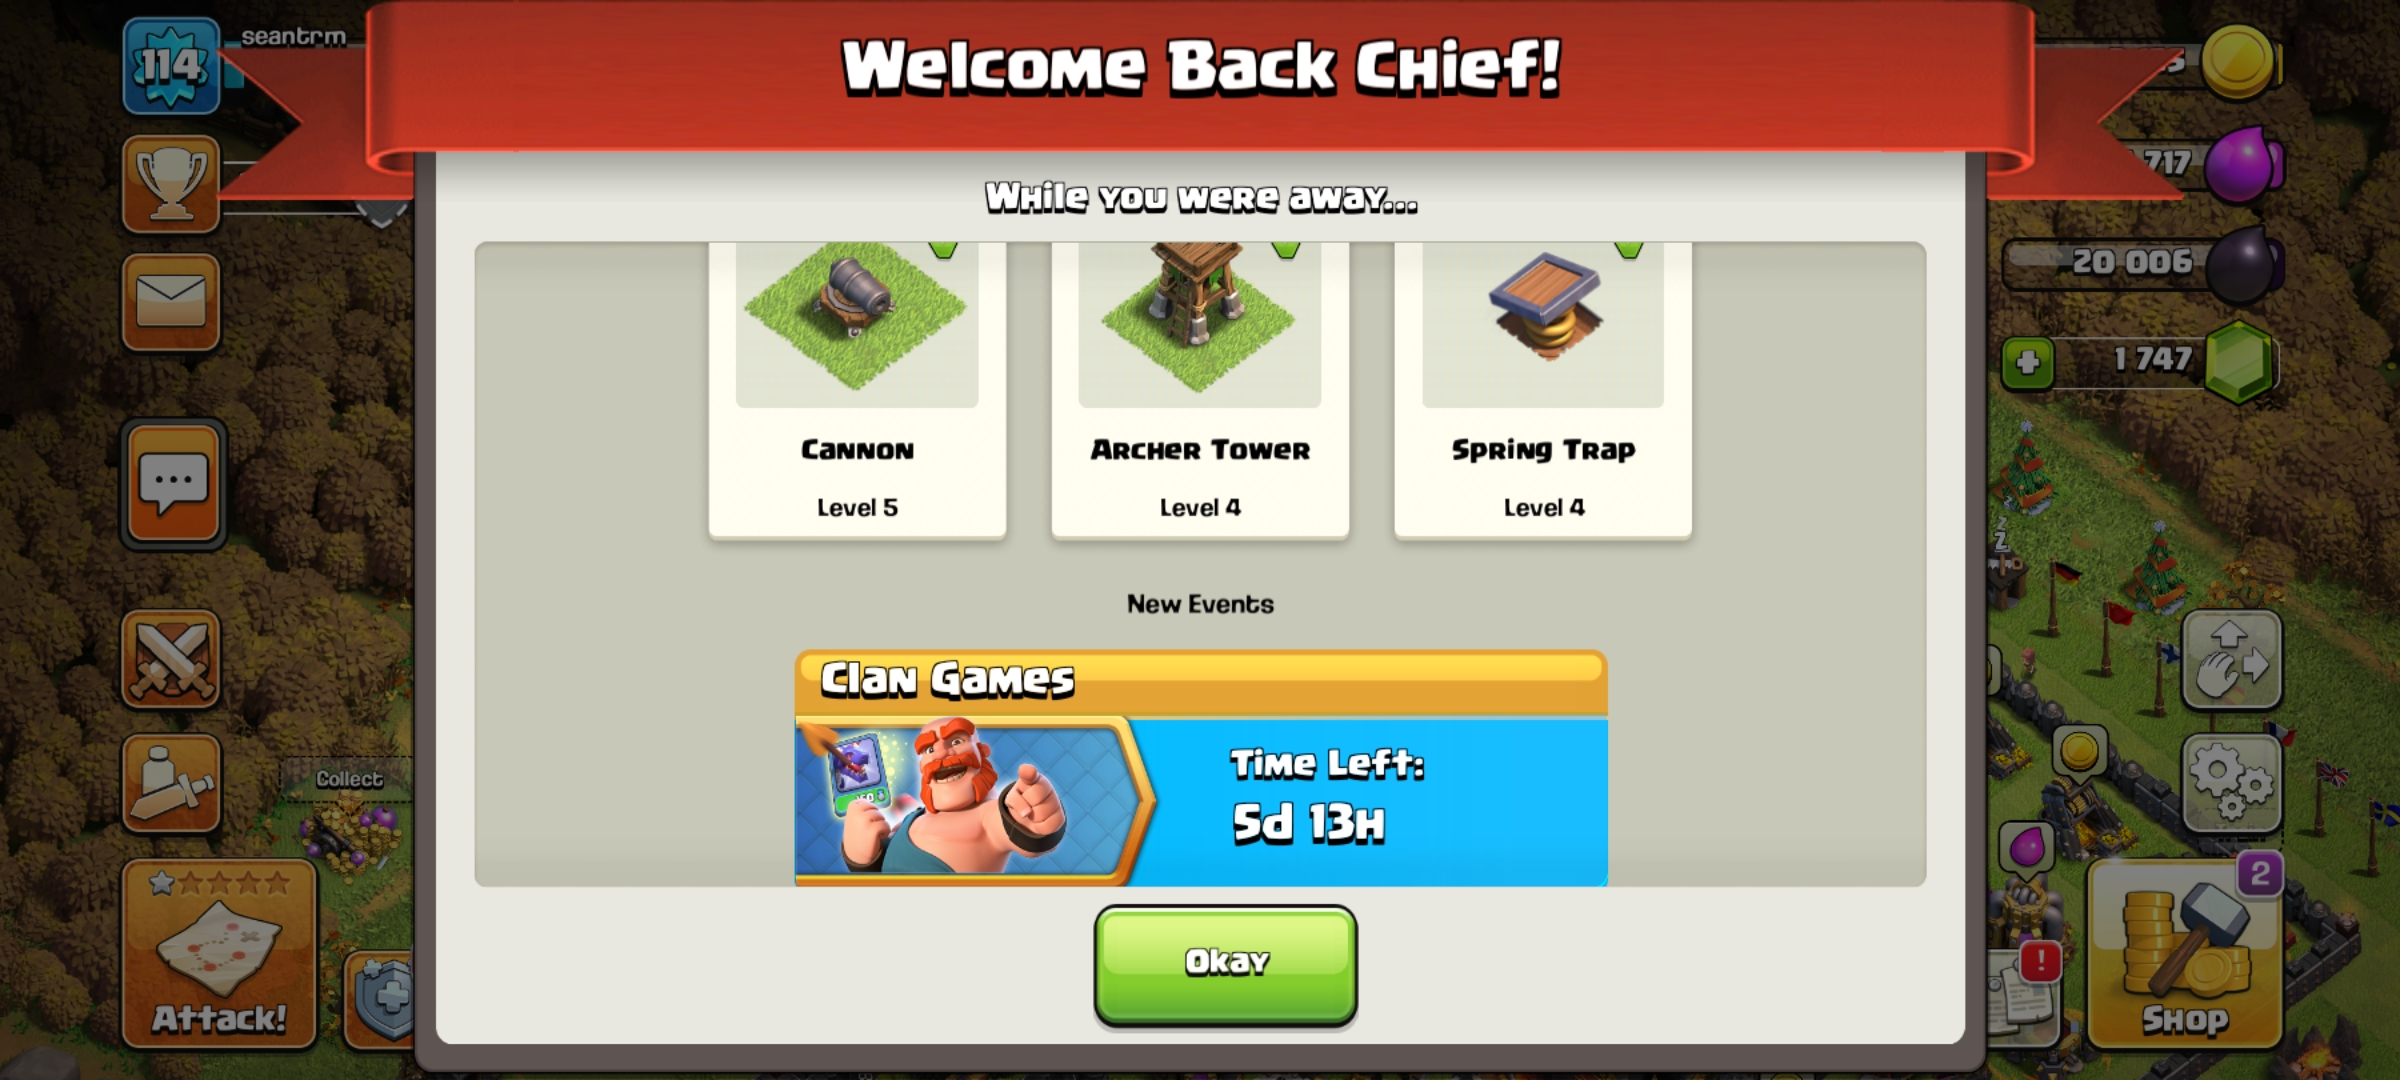 114
seantrm
Welcome Back Chief!
While you were away...
717
20 006
1 747
Cannon
Level 5
Archer Tower
Level 4
Spring Trap
Level 4
New Events
Clan Games
Time Left:
5d 13H
Collect
Okay
Attack!
2
!
Shop